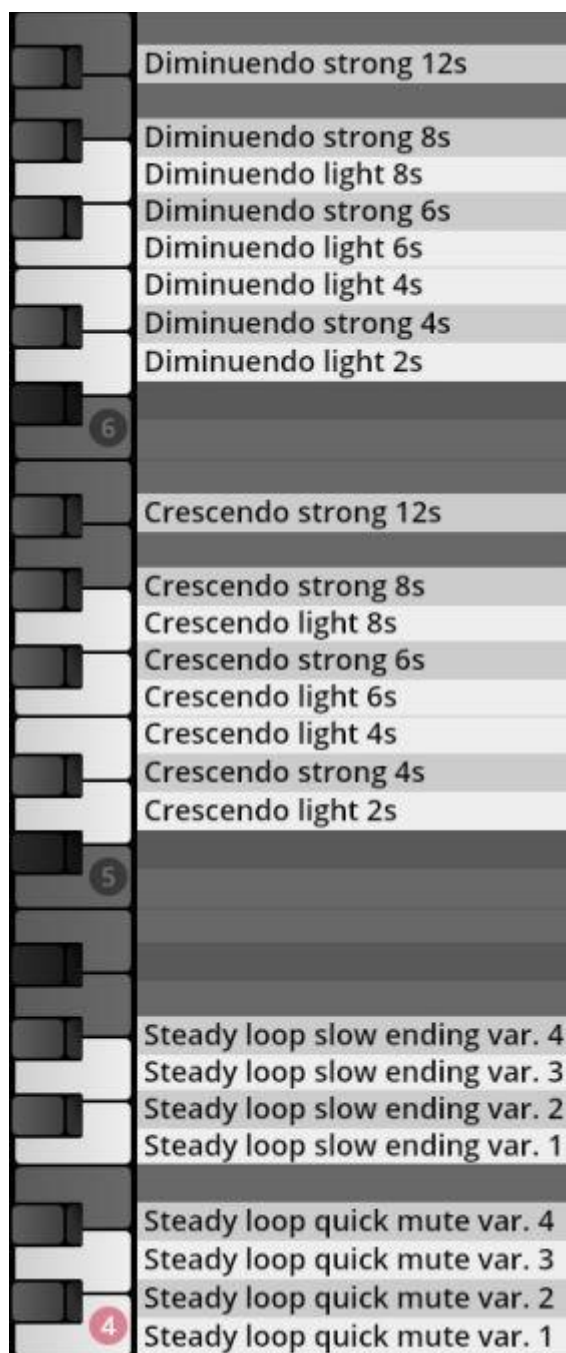 Diminuendo strong 12s
Diminuendo strong 8s
Diminuendo light 8s
Diminuendo strong 6s
Diminuendo light 6s
Diminuendo light 4s
Diminuendo strong 4s
Diminuendo light 2s
6
Crescendo strong 12s
Crescendo strong 8s
Crescendo light 8s
Crescendo strong 6s
Crescendo light 6s
Crescendo light 4s
Crescendo strong 4s
Crescendo light 2s
5
Steady loop slow ending var. 4
Steady loop slow ending var. 3
Steady loop slow ending var. 2
Steady loop slow ending var. 1
Steady loop quick mute var. 4
Steady loop quick mute var. 3
Steady loop quick mute var. 2
4
Steady loop quick mute var. 1